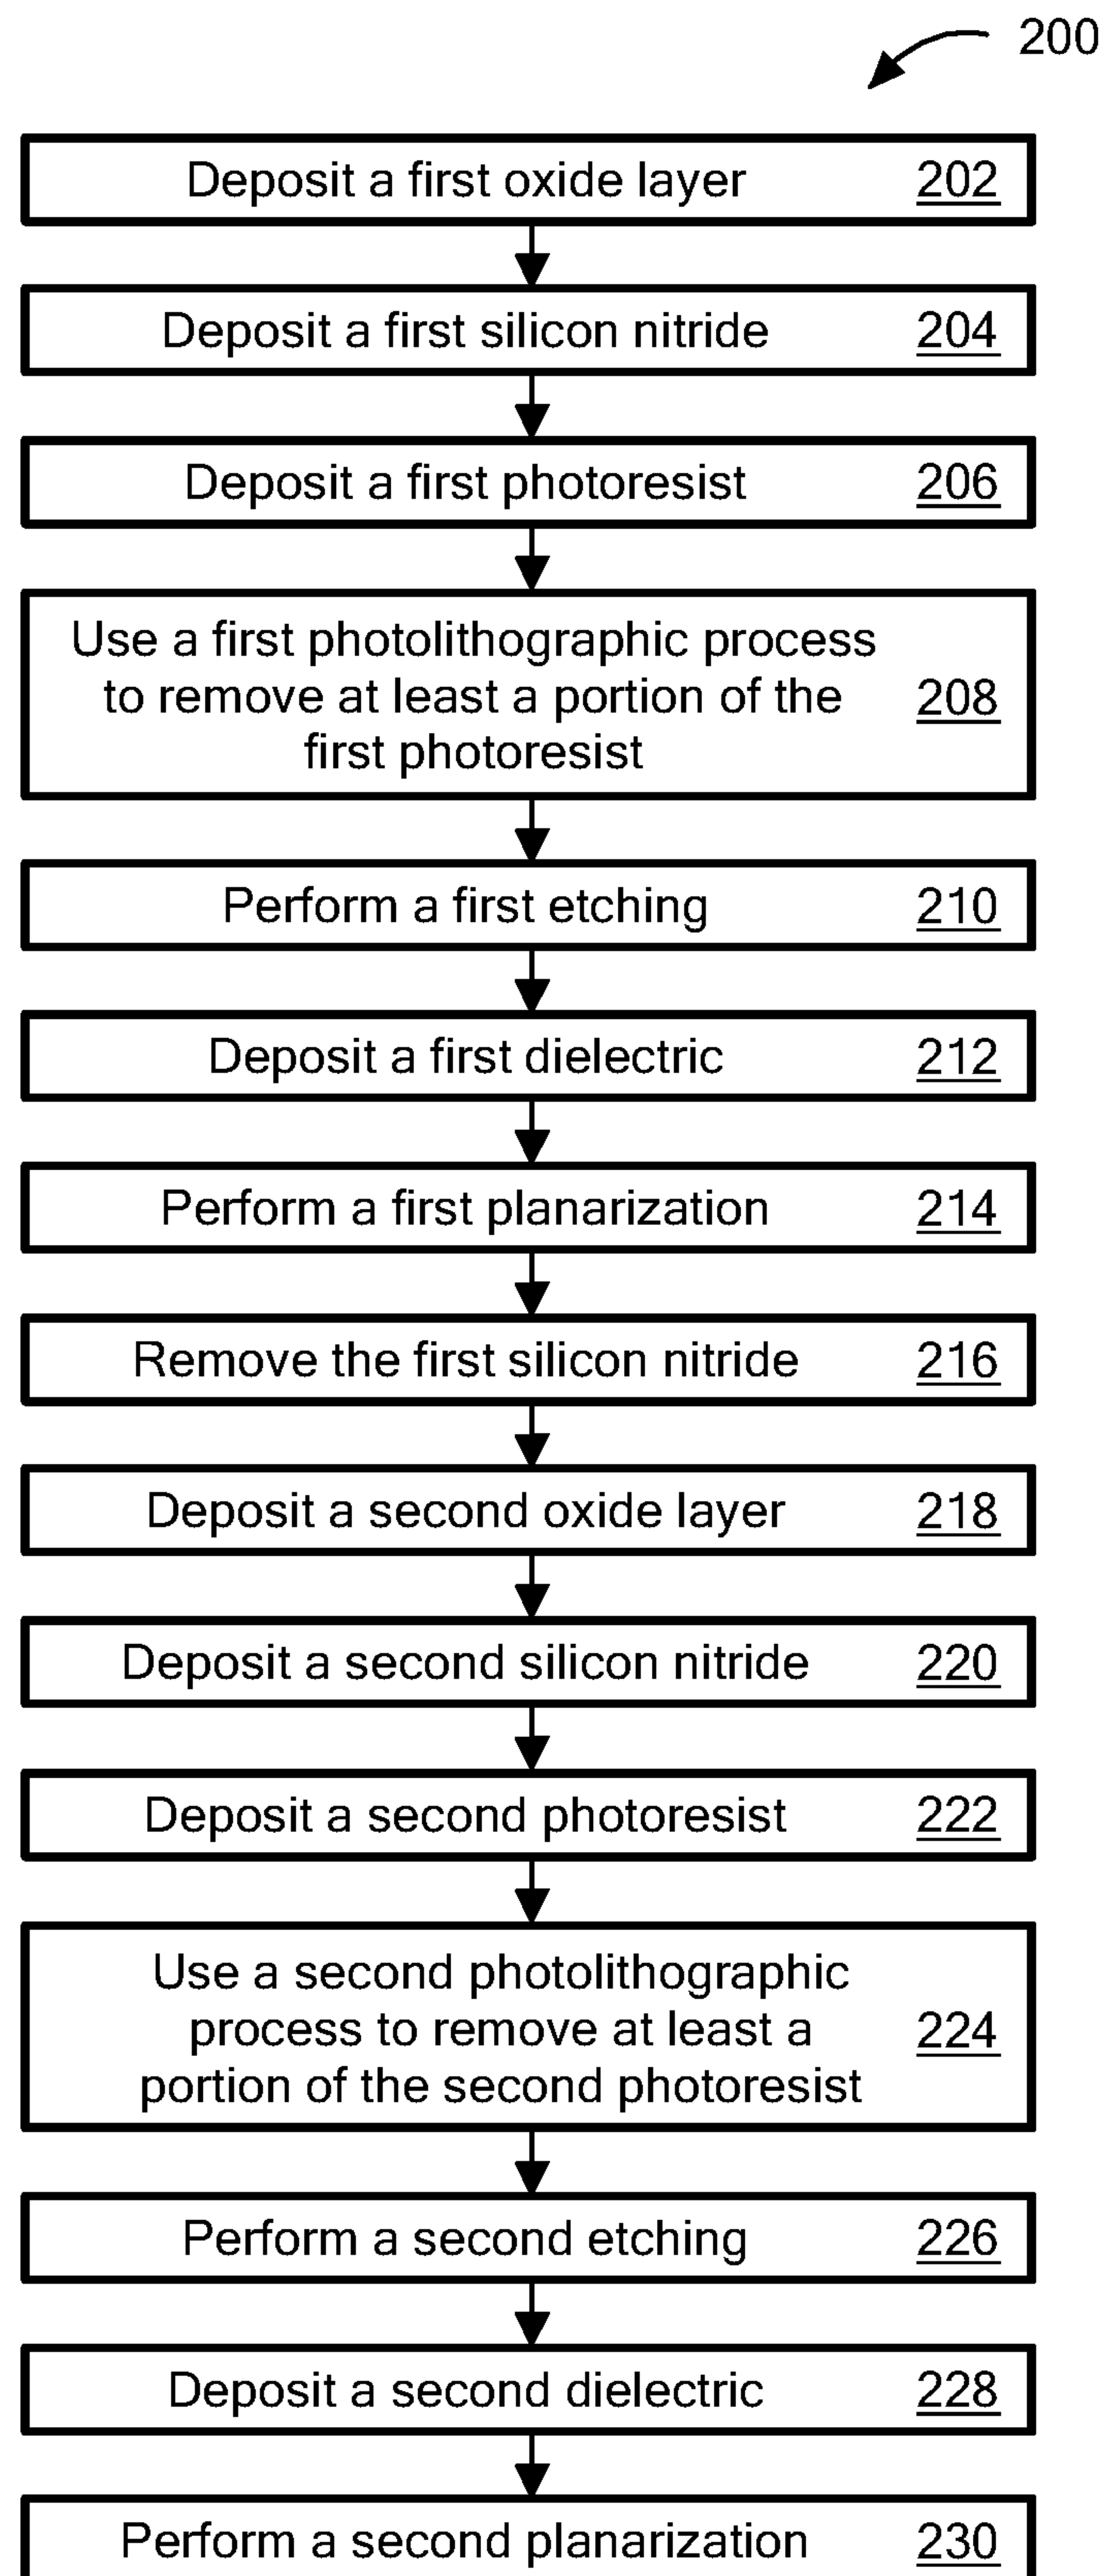 200
Deposit a first oxide layer 202
Deposit a first silicon nitride 204
Deposit a first photoresist 206
Use a first photolithographic process
to remove at least a portion of the 208
first photoresist
Perform a first etching 210
Deposit a first dielectric 212
Perform a first planarization 214
Remove the first silicon nitride 216
Deposit a second oxide layer 218
Deposit a second silicon nitride 220
Deposit a second photoresist 222
Use a second photolithographic
process to remove at least a 224
portion of the second photoresist
Perform a second etching 226
Deposit a second dielectric 228
Perform a second planarization 230